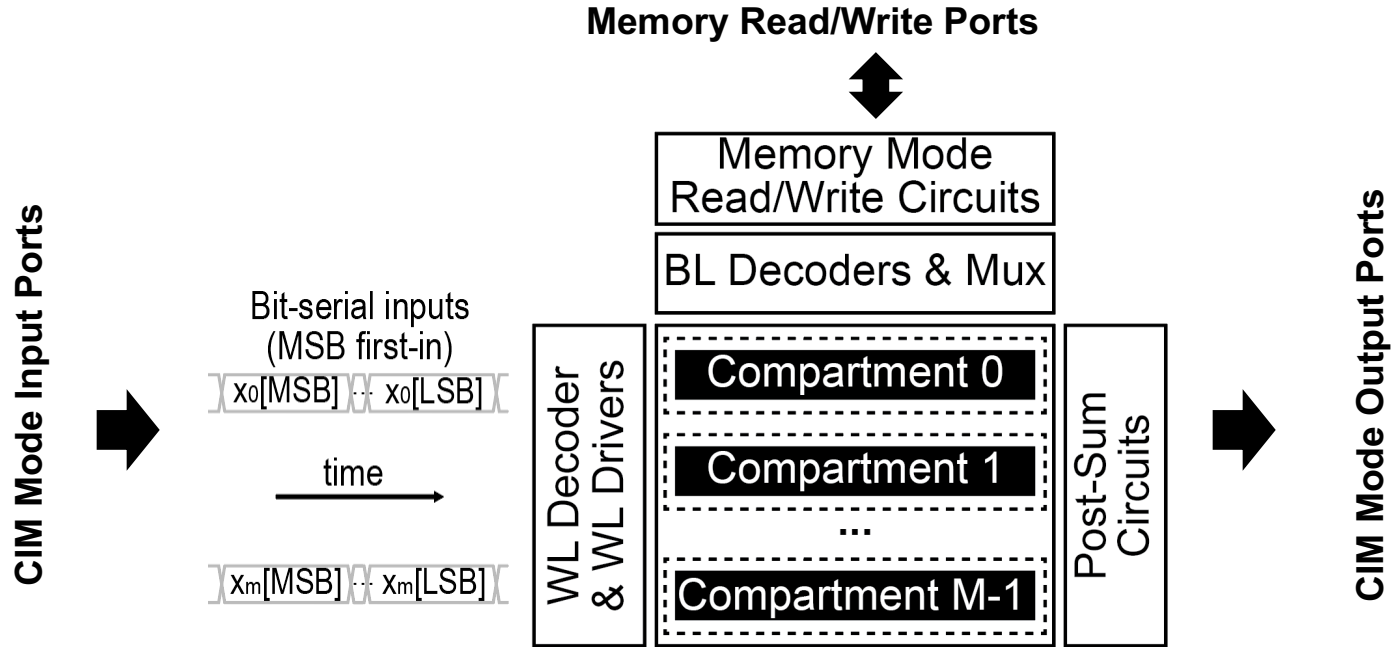 Memory Read/Write Ports
Memory Mode
Read/Write Circuits
BL Decoders & Mux
CIM Mode Input Ports
Bit-serial inputs
(MSB first-in)
x0[MSB] ... x0[LSB]
time
xm[MSB] ... xm[LSB]
WL Decoder
& WL Drivers
Compartment 0
Compartment 1
...
Compartment M-1
Post-Sum
Circuits
CIM Mode Output Ports